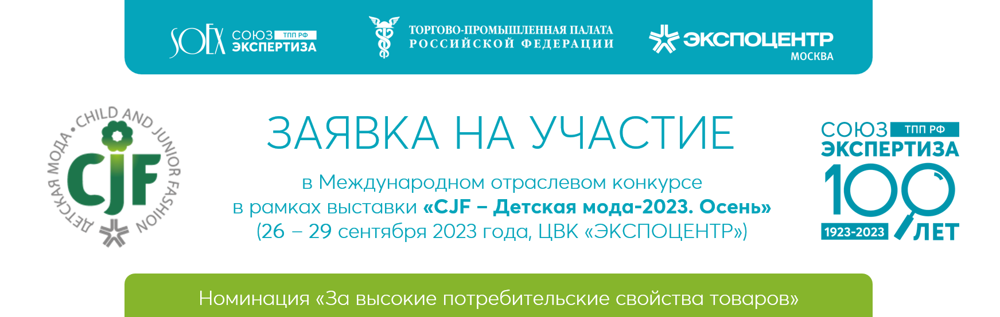 SOEX СОЮЗ ТПП РФ
ЭКСПЕРТИЗА
ТОРГОВО-ПРОМЫШЛЕННАЯ ПАЛАТА
РОССИЙСКОЙ ФЕДЕРАЦИИ
ЭКСПОЦЕНТР
МОСКВА
ДЕТСКАЯ МОДА • CHILD AND JUNIOR FASHION
CJF
ЗАЯВКА НА УЧАСТИЕ
в Международном отраслевом конкурсе
в рамках выставки «CJF – Детская мода-2023. Осень»
(26 – 29 сентября 2023 года, ЦВК «ЭКСПОЦЕНТР»)
СОЮЗ ТПП РФ
ЭКСПЕРТИЗА
100
1923-2023 ЛЕТ
Номинация «За высокие потребительские свойства товаров»